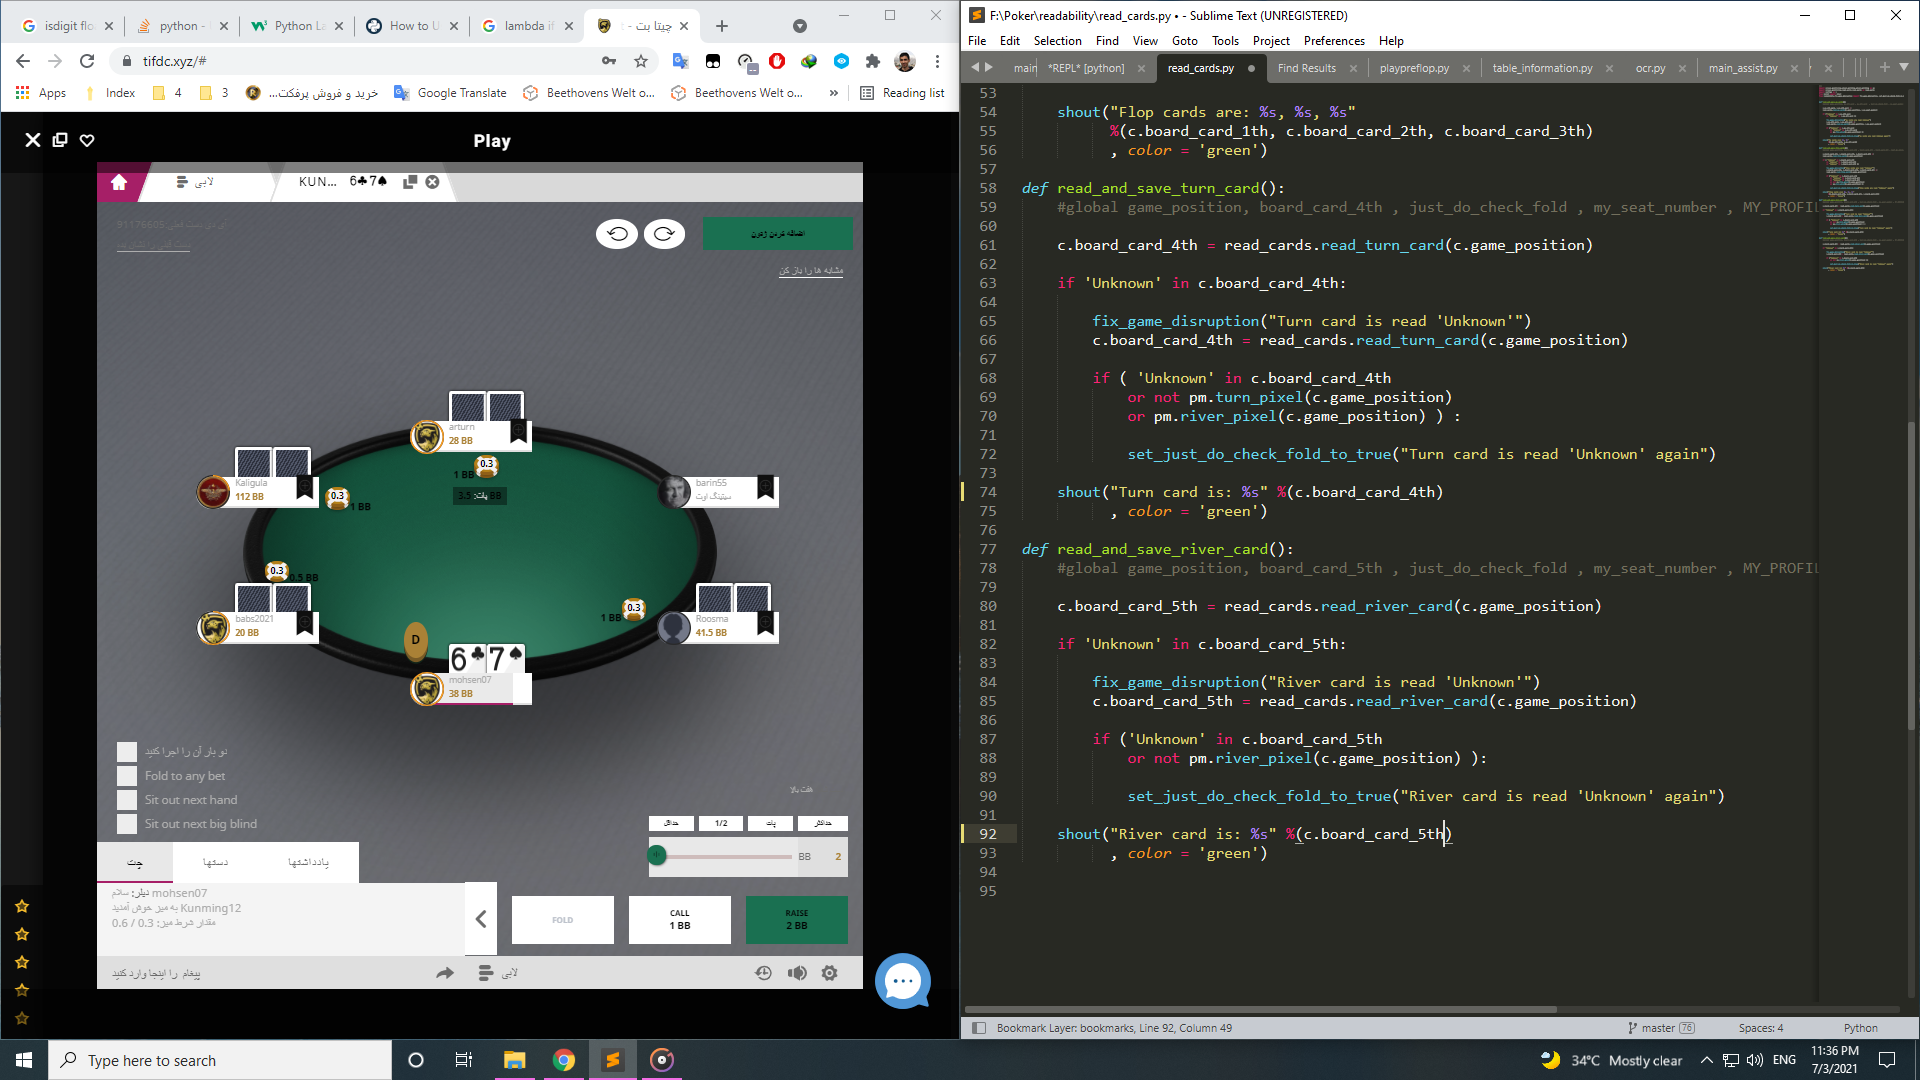 isdigit flo
python -
Python La
How to U
lambda if
چیتا بت -
tifdc.xyz/#
Apps
Index
4
3
خرید و فروش پرفکت...
Google Translate
Beethovens Welt o...
Beethovens Welt o...
»
Reading list
Play
لابی
KUN... 6♣7♠
اضافه کردن ژتون
مشابه ها را باز کن
arturn
28 BB
0.3
1 BB
پات: 3.5 BB
Kaligula
112 BB
0.3
1 BB
barin55
سیتینگ اوت
0.3
0.5 BB
babs2021
20 BB
0.3
1 BB
Roosma
41.5 BB
D
6♣ 7♠
mohsen07
38 BB
دو بار آن را اجرا کنید
Fold to any bet
Sit out next hand
Sit out next big blind
هفت بالا
حداقل
1/2
پات
حداکثر
BB 2
چت
دستها
یادداشتها
دیلر: سلام mohsen07
به میز خوش آمدید Kunming12
مقدار شرط میز: 0.3 / 0.6
FOLD
CALL
1 BB
RAISE
2 BB
پیغام را اینجا وارد کنید
لابی
F:\Poker\readability\read_cards.py • - Sublime Text (UNREGISTERED)
File Edit Selection Find View Goto Tools Project Preferences Help
main
*REPL* [python]
read_cards.py
Find Results
playpreflop.py
table_information.py
ocr.py
main_assist.py
53
54 shout("Flop cards are: %s, %s, %s"
55 %(c.board_card_1th, c.board_card_2th, c.board_card_3th)
56 , color = 'green')
57
58 def read_and_save_turn_card():
59 #global game_position, board_card_4th , just_do_check_fold , my_seat_number , MY_PROFIL
60
61 c.board_card_4th = read_cards.read_turn_card(c.game_position)
62
63 if 'Unknown' in c.board_card_4th:
64
65 fix_game_disruption("Turn card is read 'Unknown'")
66 c.board_card_4th = read_cards.read_turn_card(c.game_position)
67
68 if ( 'Unknown' in c.board_card_4th
69 or not pm.turn_pixel(c.game_position)
70 or pm.river_pixel(c.game_position) ) :
71
72 set_just_do_check_fold_to_true("Turn card is read 'Unknown' again")
73
74 shout("Turn card is: %s" %(c.board_card_4th)
75 , color = 'green')
76
77 def read_and_save_river_card():
78 #global game_position, board_card_5th , just_do_check_fold , my_seat_number , MY_PROFIL
79
80 c.board_card_5th = read_cards.read_river_card(c.game_position)
81
82 if 'Unknown' in c.board_card_5th:
83
84 fix_game_disruption("River card is read 'Unknown'")
85 c.board_card_5th = read_cards.read_river_card(c.game_position)
86
87 if ('Unknown' in c.board_card_5th
88 or not pm.river_pixel(c.game_position) ):
89
90 set_just_do_check_fold_to_true("River card is read 'Unknown' again")
91
92 shout("River card is: %s" %(c.board_card_5th)
93 , color = 'green')
94
95
Bookmark Layer: bookmarks, Line 92, Column 49
master 76
Spaces: 4
Python
Type here to search
34°C Mostly clear
ENG
11:36 PM
7/3/2021